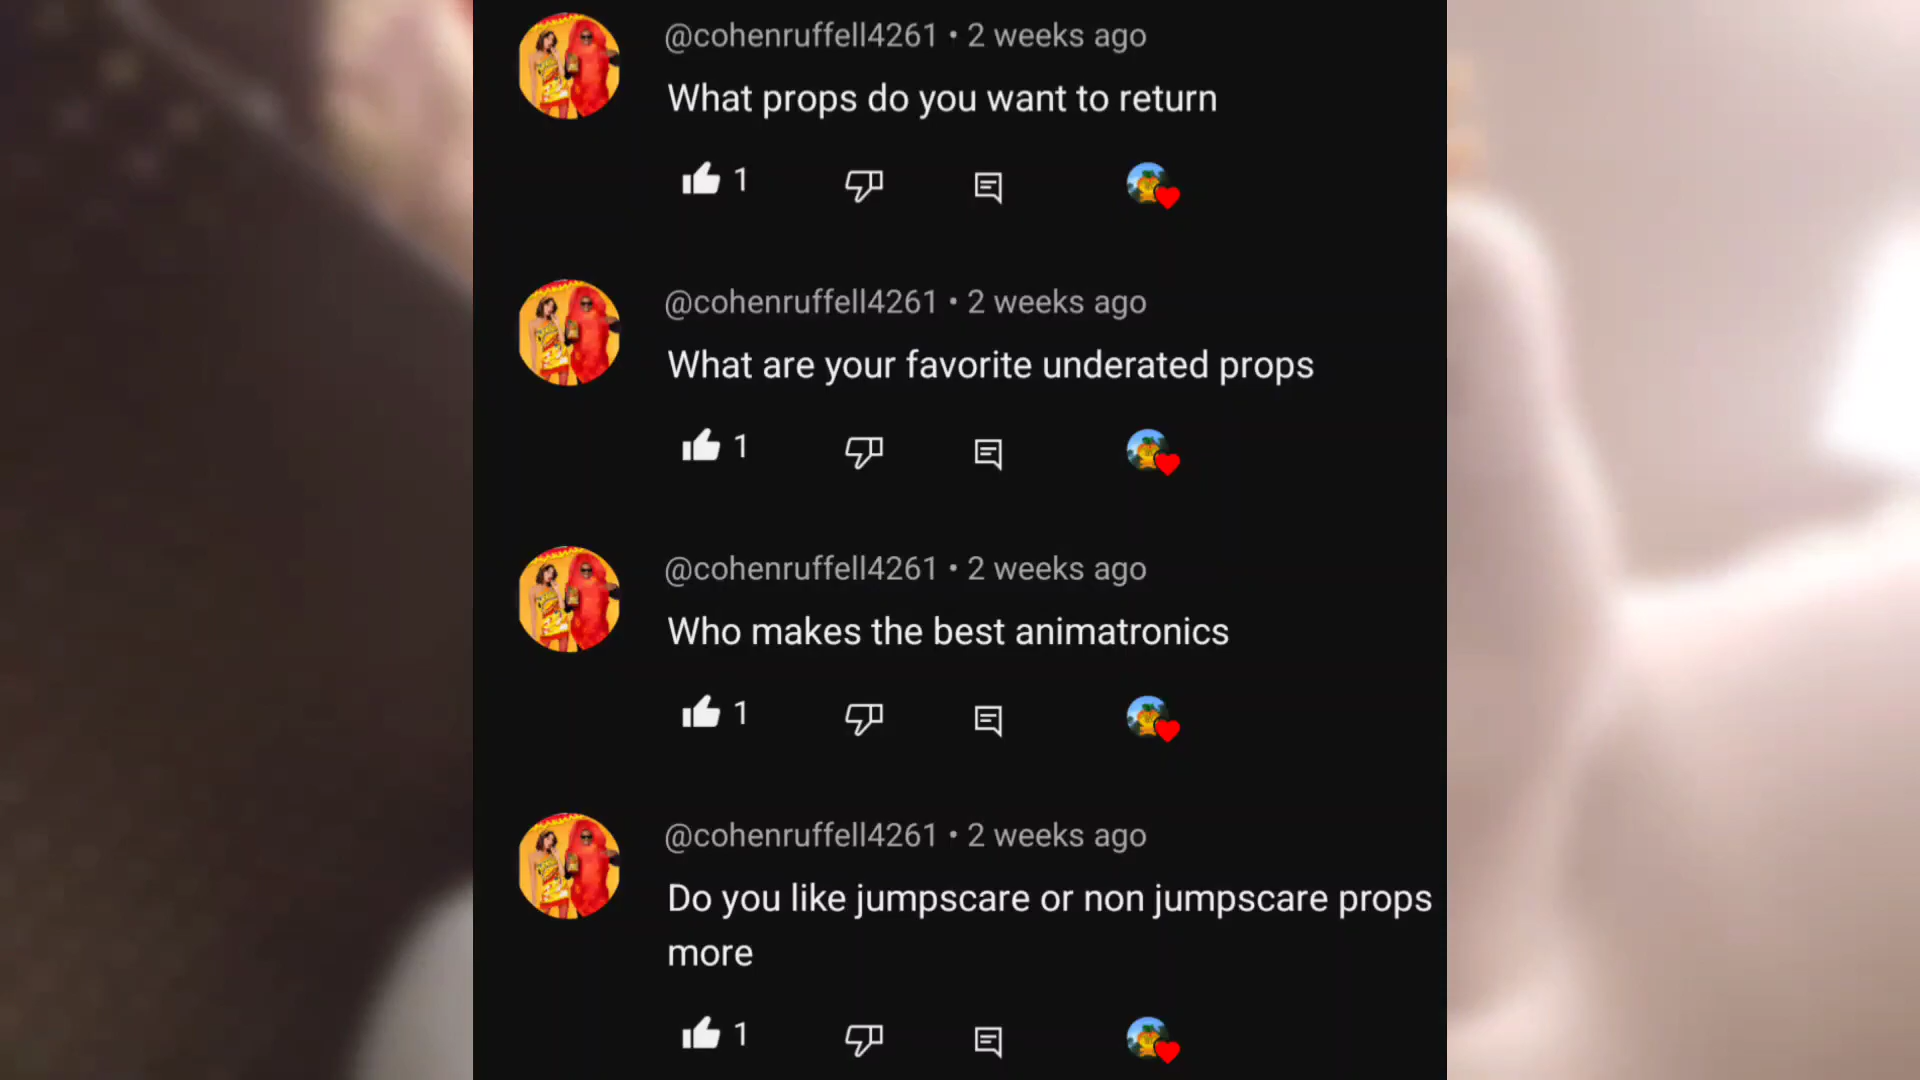 @cohenruffell4261 • 2 weeks ago
What props do you want to return
1
@cohenruffell4261 • 2 weeks ago
What are your favorite underated props
1
@cohenruffell4261 • 2 weeks ago
Who makes the best animatronics
1
@cohenruffell4261 • 2 weeks ago
Do you like jumpscare or non jumpscare props
more
1